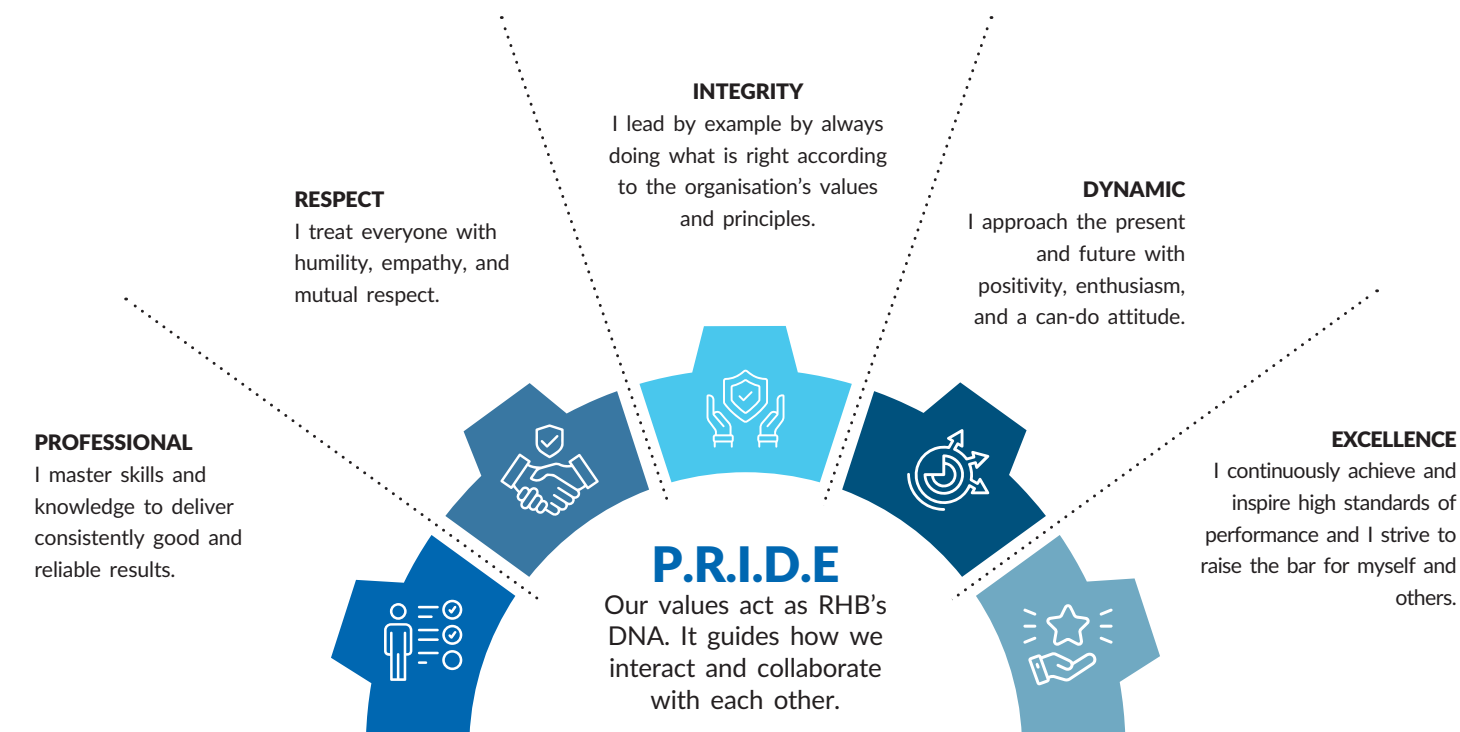 PROFESSIONAL
I master skills and
knowledge to deliver
consistently good and
reliable results.
RESPECT
I treat everyone with
humility, empathy, and
mutual respect.
INTEGRITY
I lead by example by always
doing what is right according
to the organisation’s values
and principles.
DYNAMIC
I approach the present
and future with
positivity, enthusiasm,
and a can-do attitude.
EXCELLENCE
I continuously achieve and
inspire high standards of
performance and I strive to
raise the bar for myself and
others.
P.R.I.D.E
Our values act as RHB’s
DNA. It guides how we
interact and collaborate
with each other.